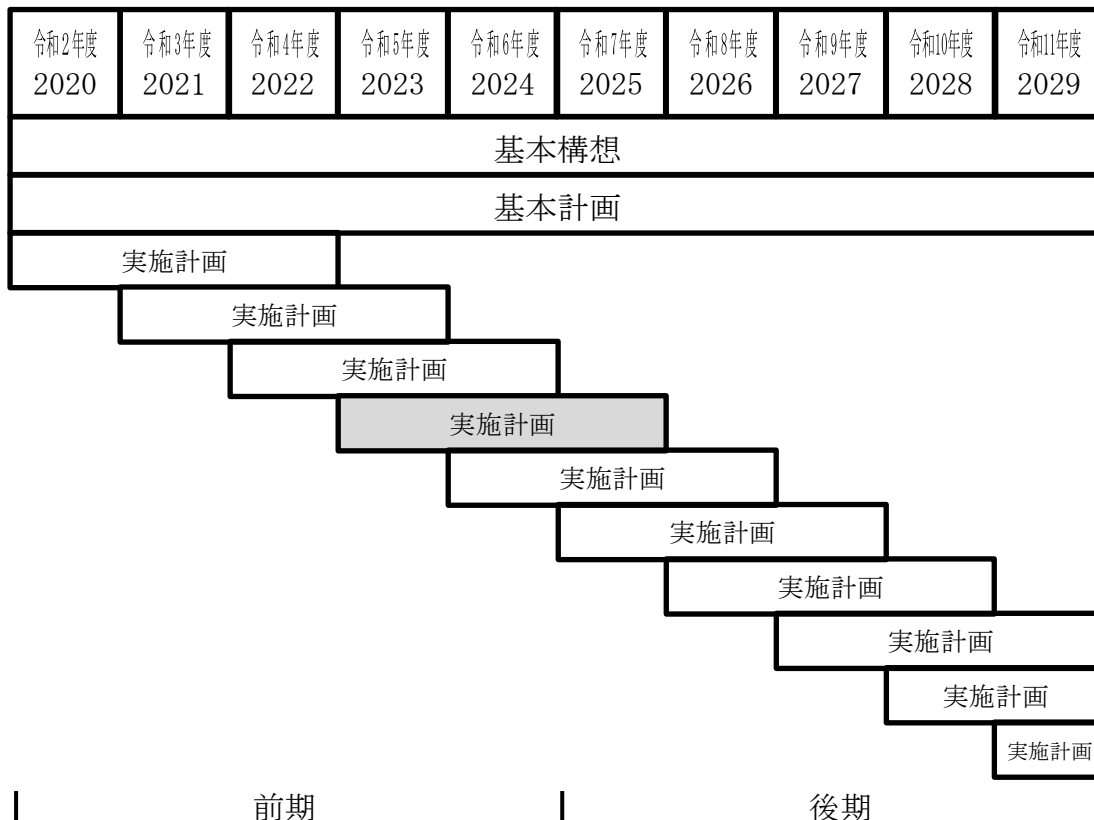 令和2年度 令和3年度 令和4年度 令和5年度 令和6年度 令和7年度 令和8年度 令和9年度 令和10年度 令和11年度
2020 2021 2022 2023 2024 2025 2026 2027 2028 2029
基本構想
基本計画
実施計画
実施計画
実施計画
実施計画
実施計画
実施計画
実施計画
実施計画
実施計画
実施計画
前期 後期